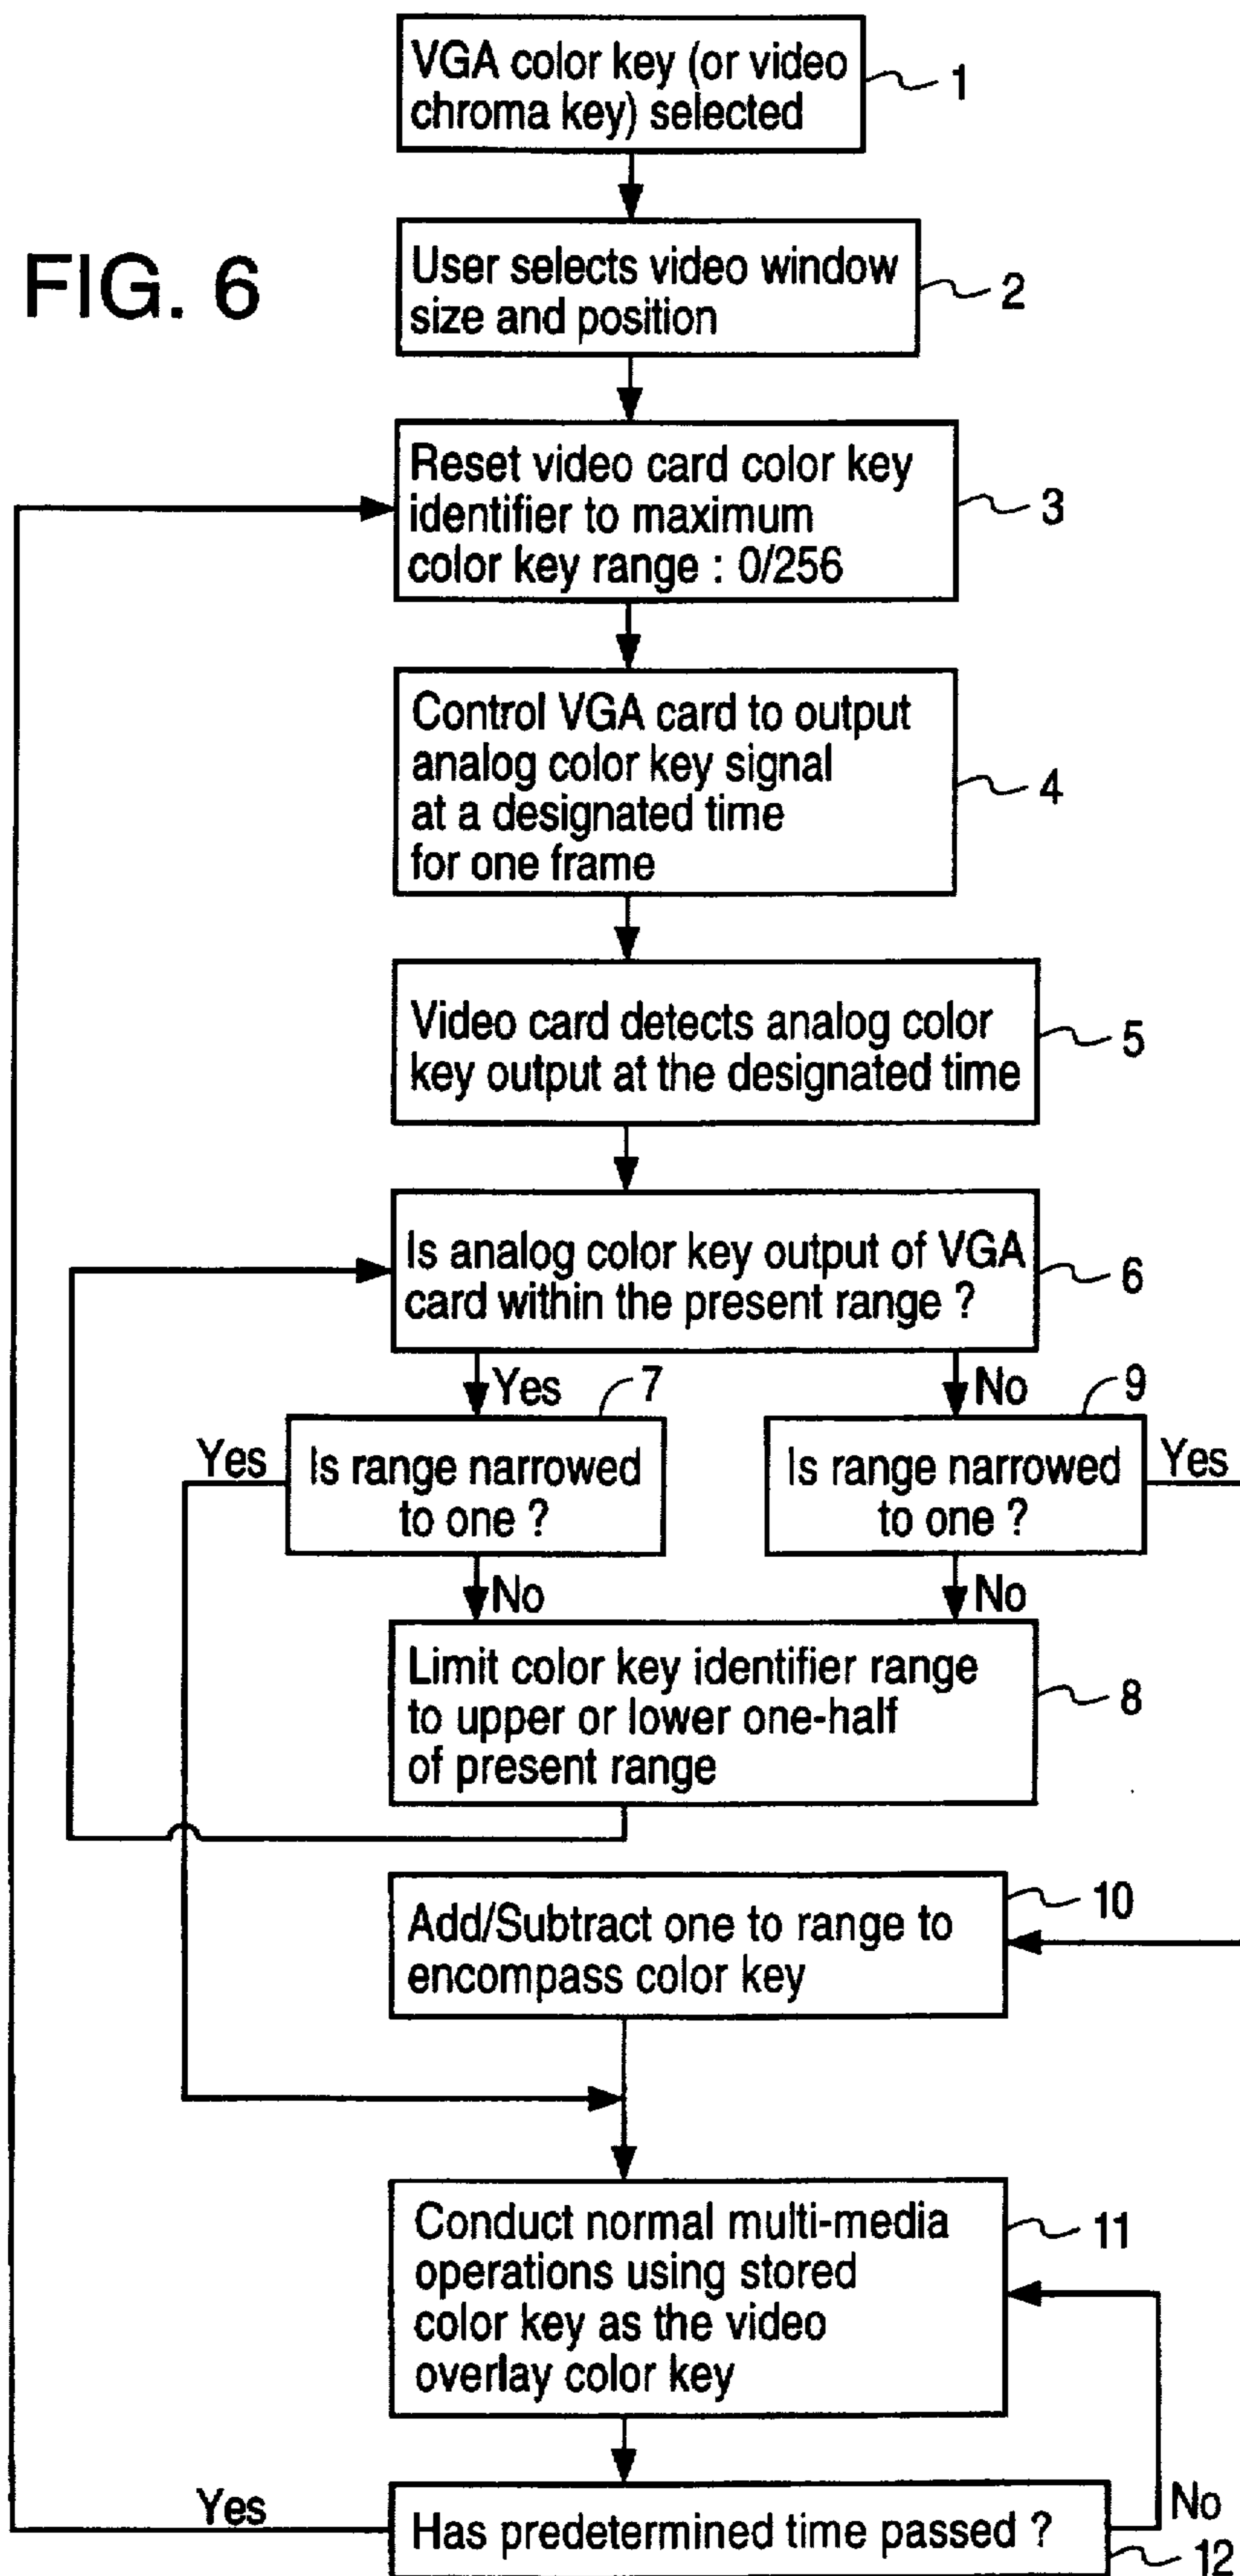 VGA color key (or video
chroma key) selected
1
FIG. 6
User selects video window
size and position
2
Reset video card color key
identifier to maximum
color key range : 0/256
3
Control VGA card to output
analog color key signal
at a designated time
for one frame
4
Video card detects analog color
key output at the designated time
5
Is analog color key output of VGA
card within the present range ?
6
Yes
7
No
9
Yes
Is range narrowed
to one ?
Is range narrowed
to one ?
Yes
No
No
Limit color key identifier range
to upper or lower one-half
of present range
8
Add/Subtract one to range to
encompass color key
10
Conduct normal multi-media
operations using stored
color key as the video
overlay color key
11
Yes
Has predetermined time passed ?
No
12